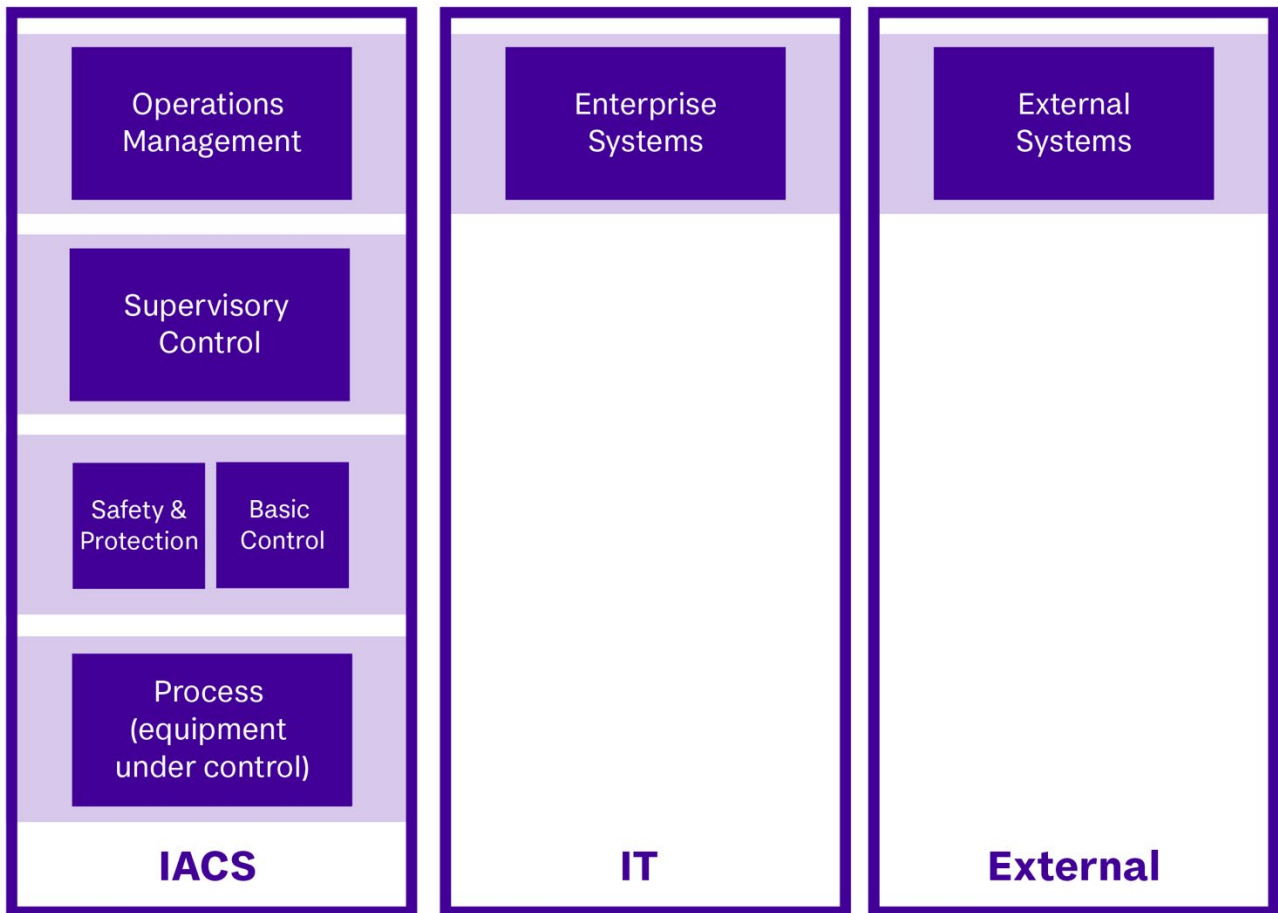 Operations
Management
Enterprise
Systems
External
Systems
Supervisory
Control
Safety &
Protection
Basic
Control
Process
(equipment
under control)
IACS
IT
External